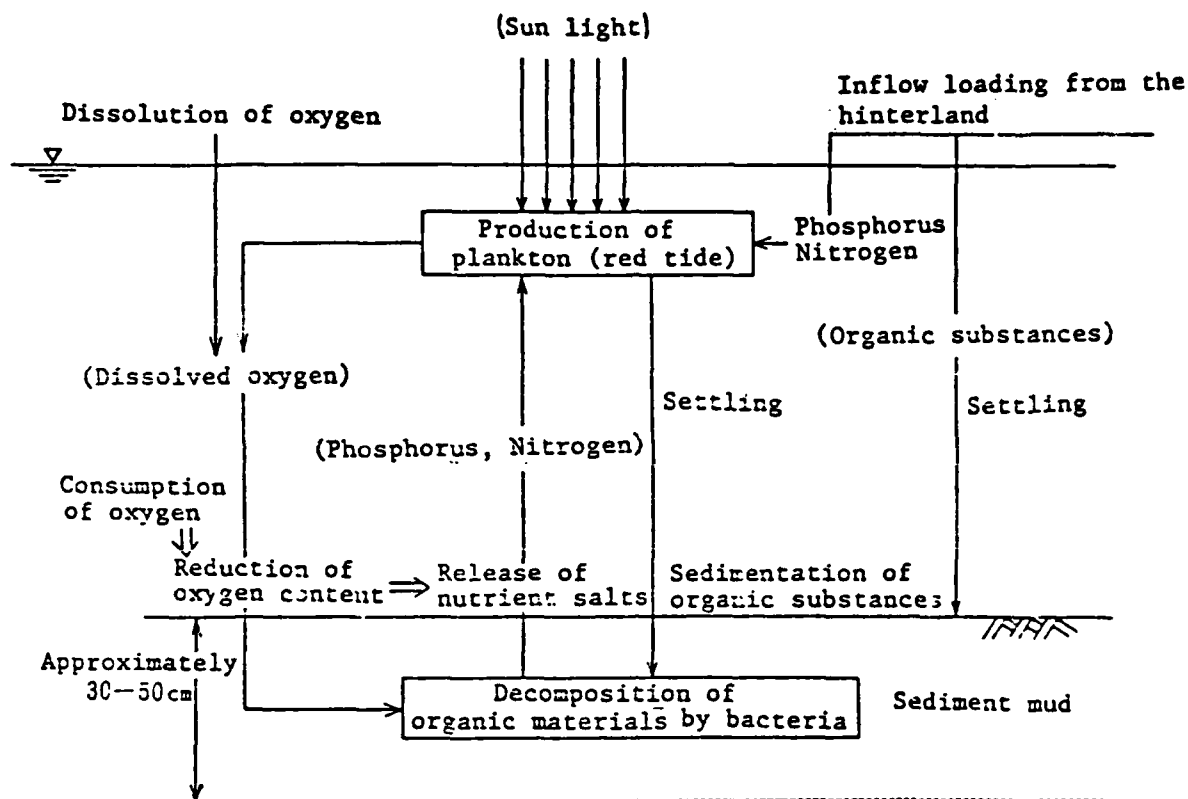 (Sun light)
Inflow loading from the
hinterland
Dissolution of oxygen
Production of
plankton (red tide)
Phosphorus
Nitrogen
(Organic substances)
(Dissolved oxygen)
Settling
Settling
(Phosphorus, Nitrogen)
Consumption
of oxygen
Reduction of
oxygen content
Release of
nutrient salts
Sedimentation of
organic substances
Approximately
30-50cm
Decomposition of
organic materials by bacteria
Sediment mud